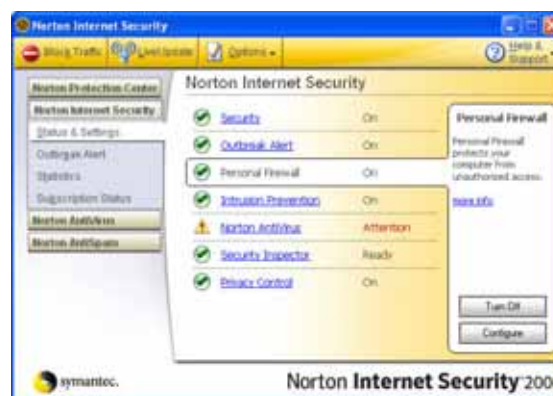 Norton Internet Security
Block Traffic LiveUpdate Options Help & Support
Norton Protection Center
Norton Internet Security
Status & Settings
Outbreak Alert
Statistics
Subscription Status
Norton AntiVirus
Norton AntiSpam
Norton Internet Security
Security On
Outbreak Alert On
Personal Firewall On
Intrusion Prevention On
Norton AntiVirus Attention
Security Inspector Ready
Privacy Control On
Personal Firewall
Personal Firewall
protects your
computer from
unauthorized access.
more info
Turn Off
Configure
symantec.
Norton Internet Security 200